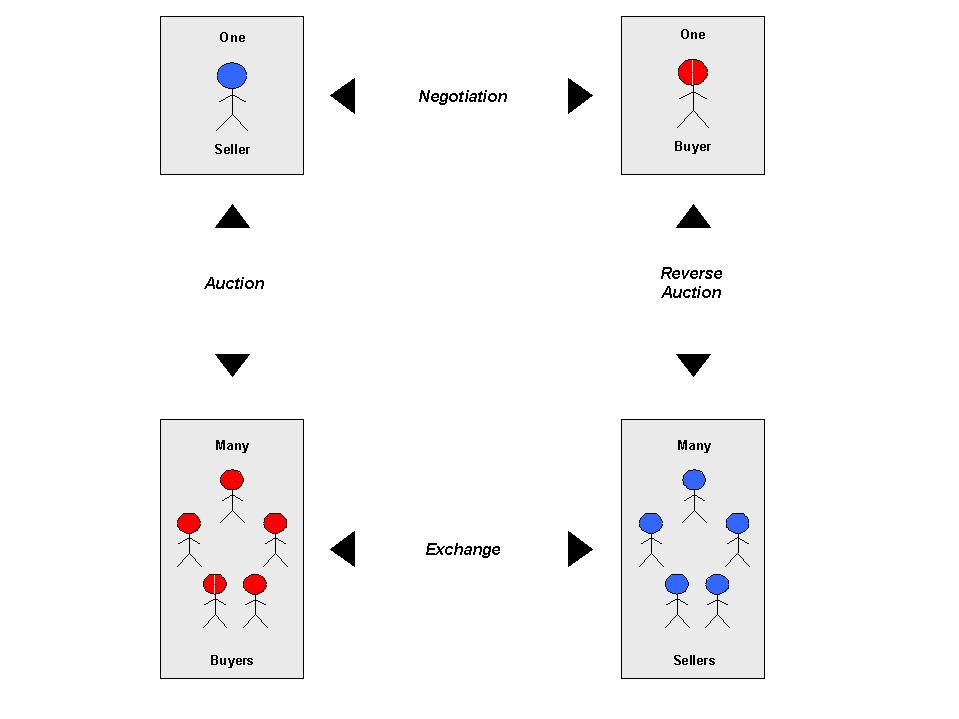 One
Seller
Negotiation
One
Buyer
Auction
Reverse
Auction
Many
Buyers
Exchange
Many
Sellers